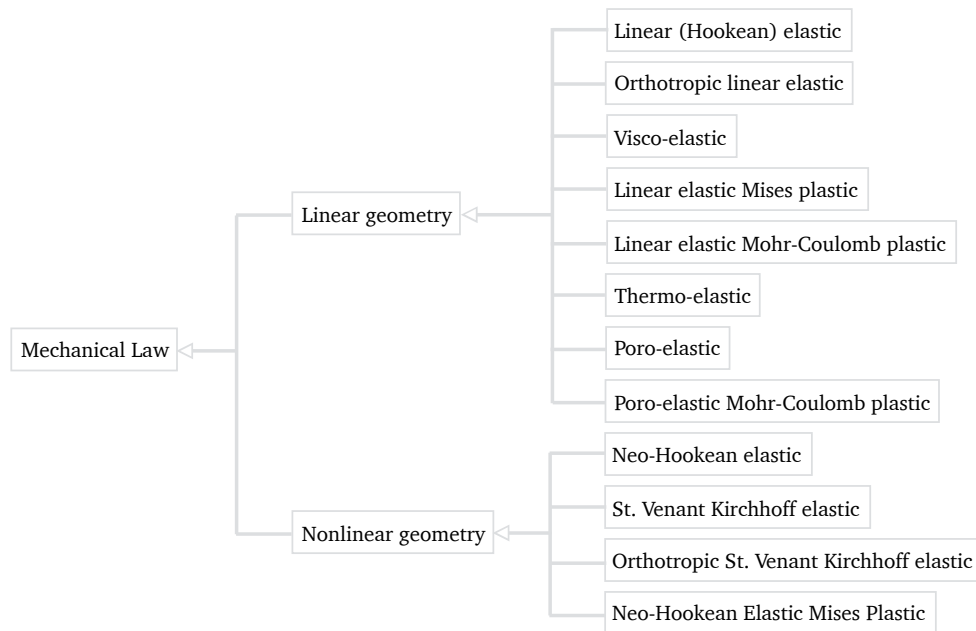 Linear (Hookean) elastic
Orthotropic linear elastic
Visco-elastic
Linear elastic Mises plastic
Linear geometry
Linear elastic Mohr-Coulomb plastic
Thermo-elastic
Mechanical Law
Poro-elastic
Poro-elastic Mohr-Coulomb plastic
Neo-Hookean elastic
St. Venant Kirchhoff elastic
Nonlinear geometry
Orthotropic St. Venant Kirchhoff elastic
Neo-Hookean Elastic Mises Plastic